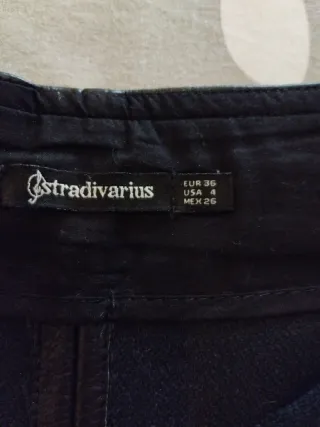 stradivarius
EUR 36
USA 4
MEX 26